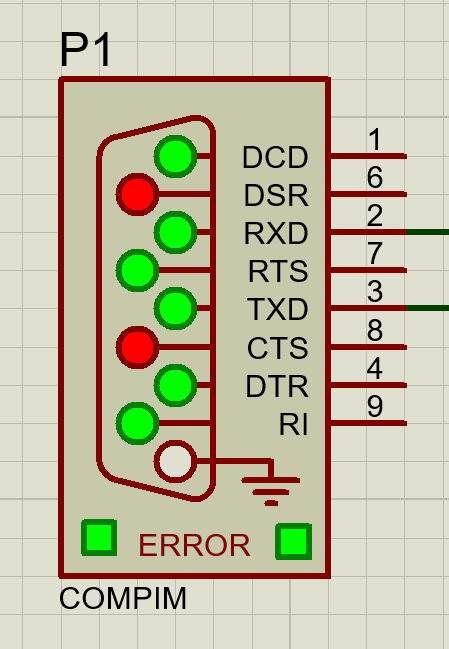 P1
DCD 1
DSR 6
RXD 2
RTS 7
TXD 3
CTS 8
DTR 4
RI 9
ERROR
COMPIM